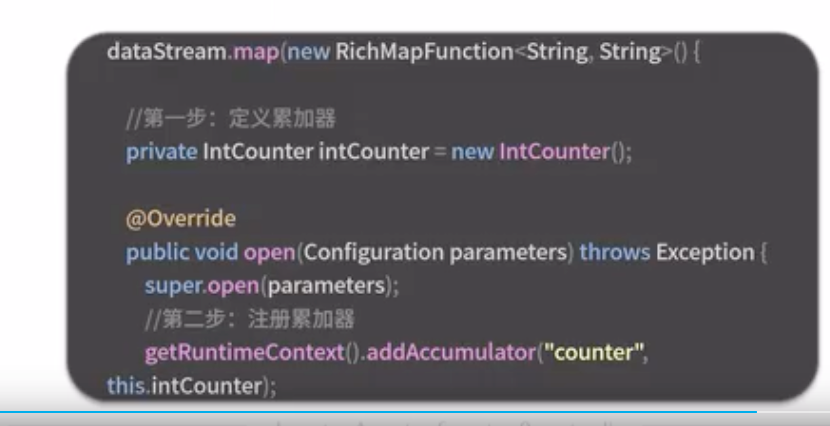 dataStream.map(new RichMapFunction<String, String>() {
//第一步：定义累加器
private IntCounter intCounter = new IntCounter();
@Override
public void open(Configuration parameters) throws Exception {
super.open(parameters);
//第二步：注册累加器
getRuntimeContext().addAccumulator("counter",
this.intCounter);